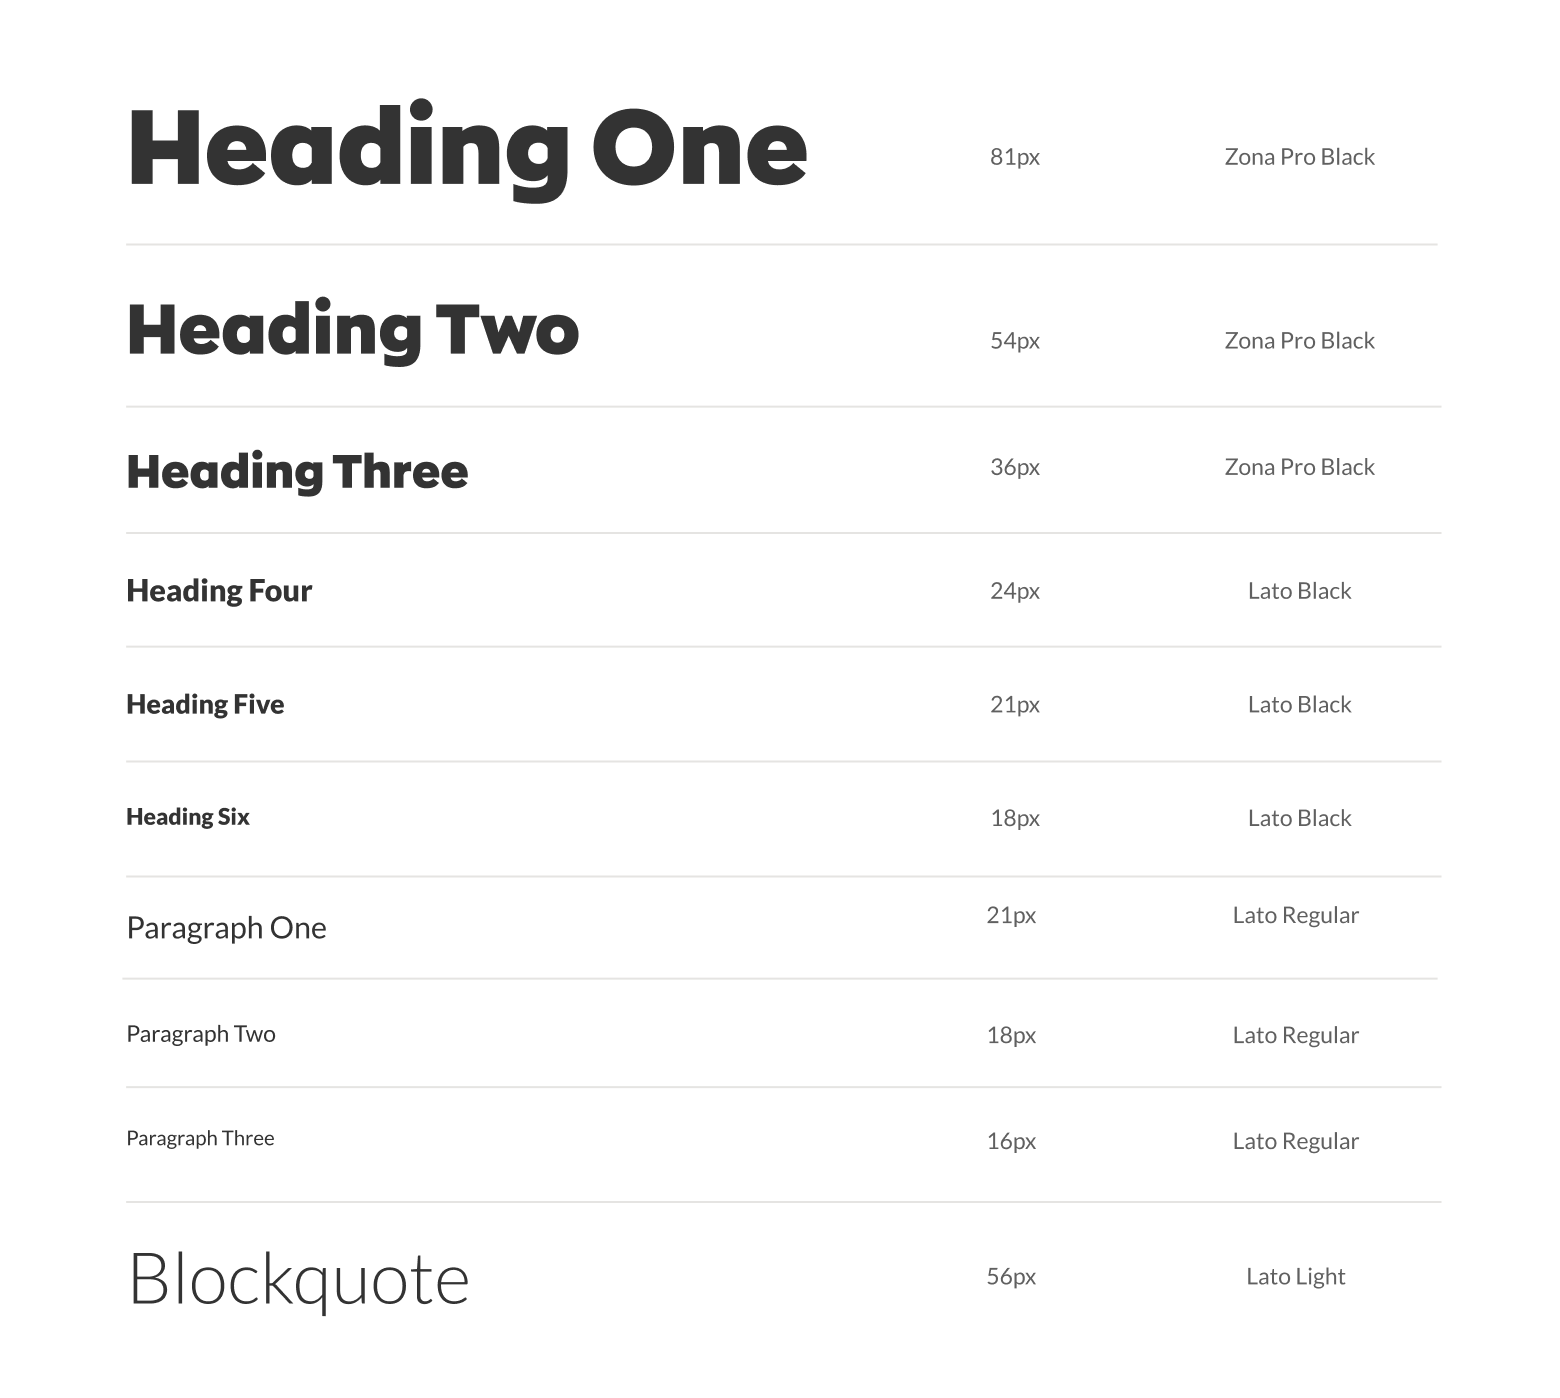 Heading One 81px Zona Pro Black
Heading Two 54px Zona Pro Black
Heading Three 36px Zona Pro Black
Heading Four 24px Lato Black
Heading Five 21px Lato Black
Heading Six 18px Lato Black
Paragraph One 21px Lato Regular
Paragraph Two 18px Lato Regular
Paragraph Three 16px Lato Regular
Blockquote 56px Lato Light